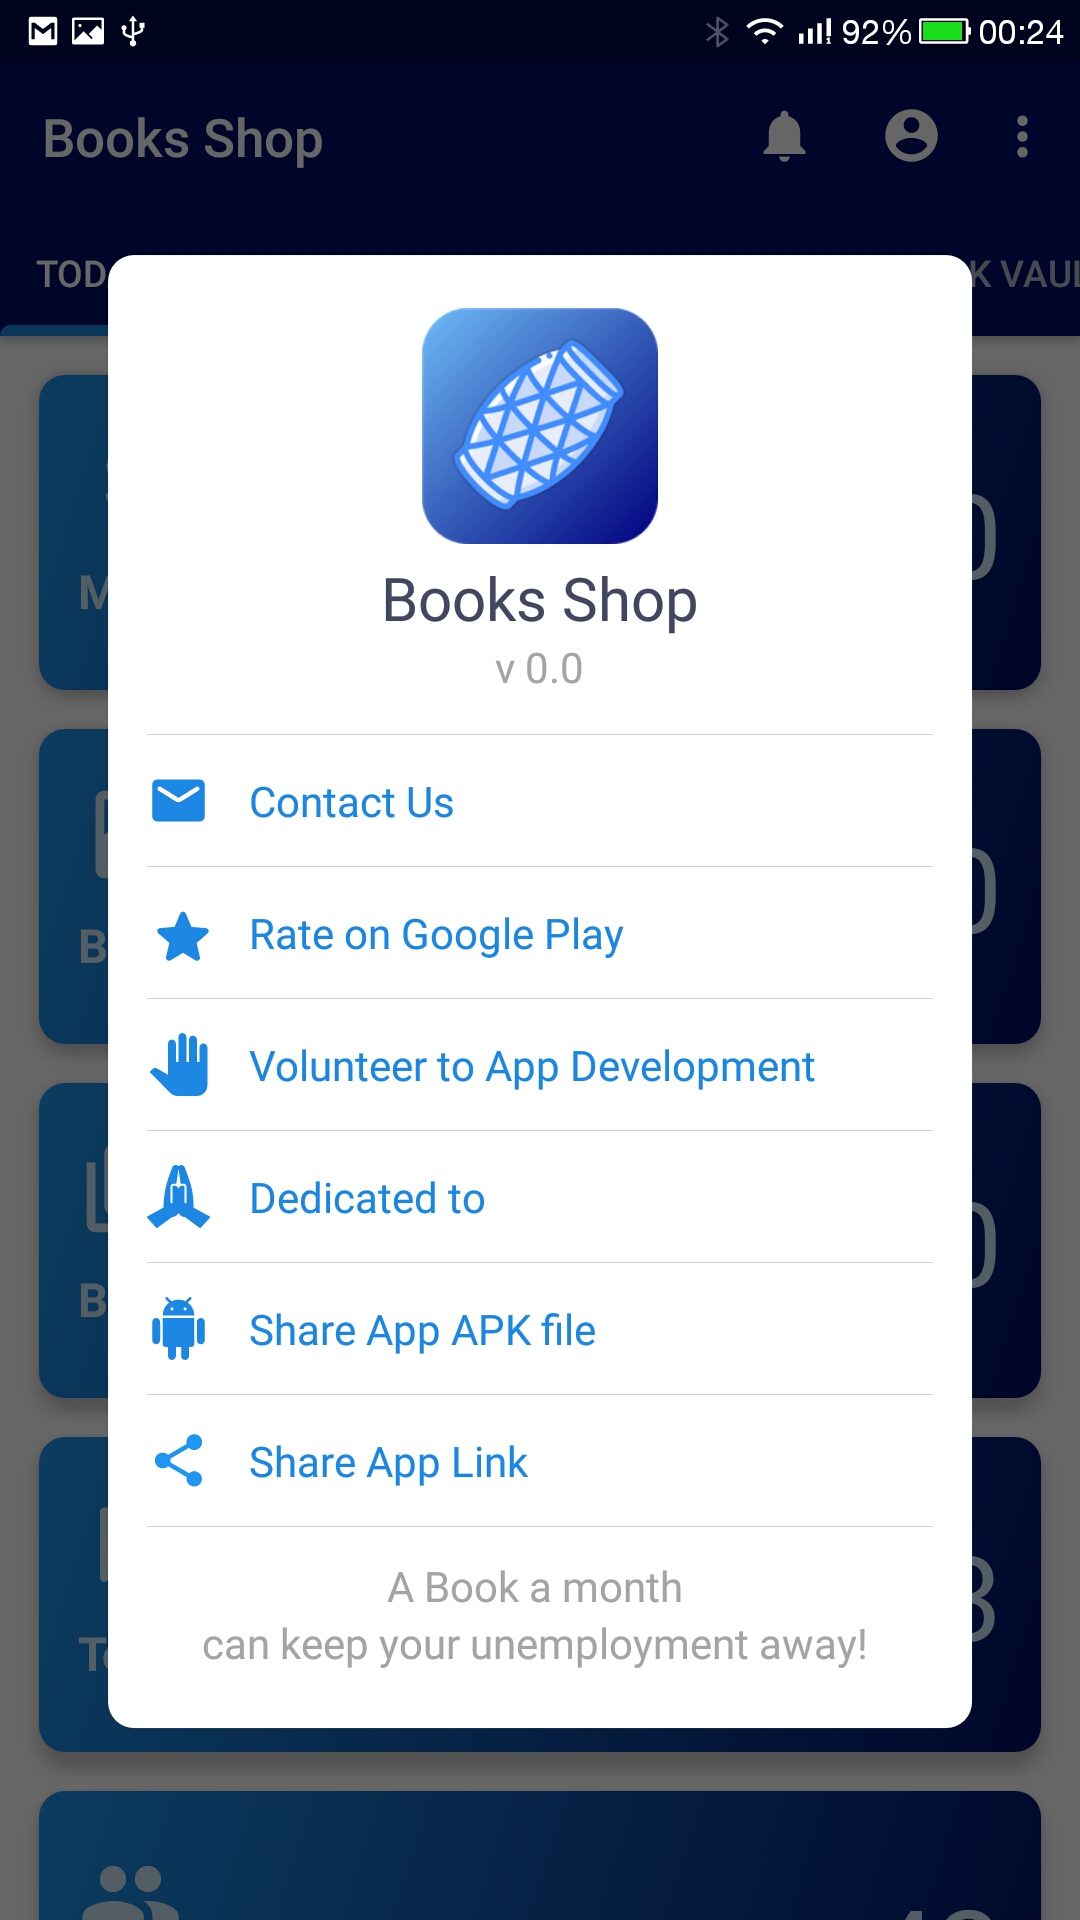 92% 00:24
Books Shop
TOD
K VAUL
Books Shop
v 0.0
Contact Us
Rate on Google Play
Volunteer to App Development
Dedicated to
Share App APK file
Share App Link
A Book a month
can keep your unemployment away!